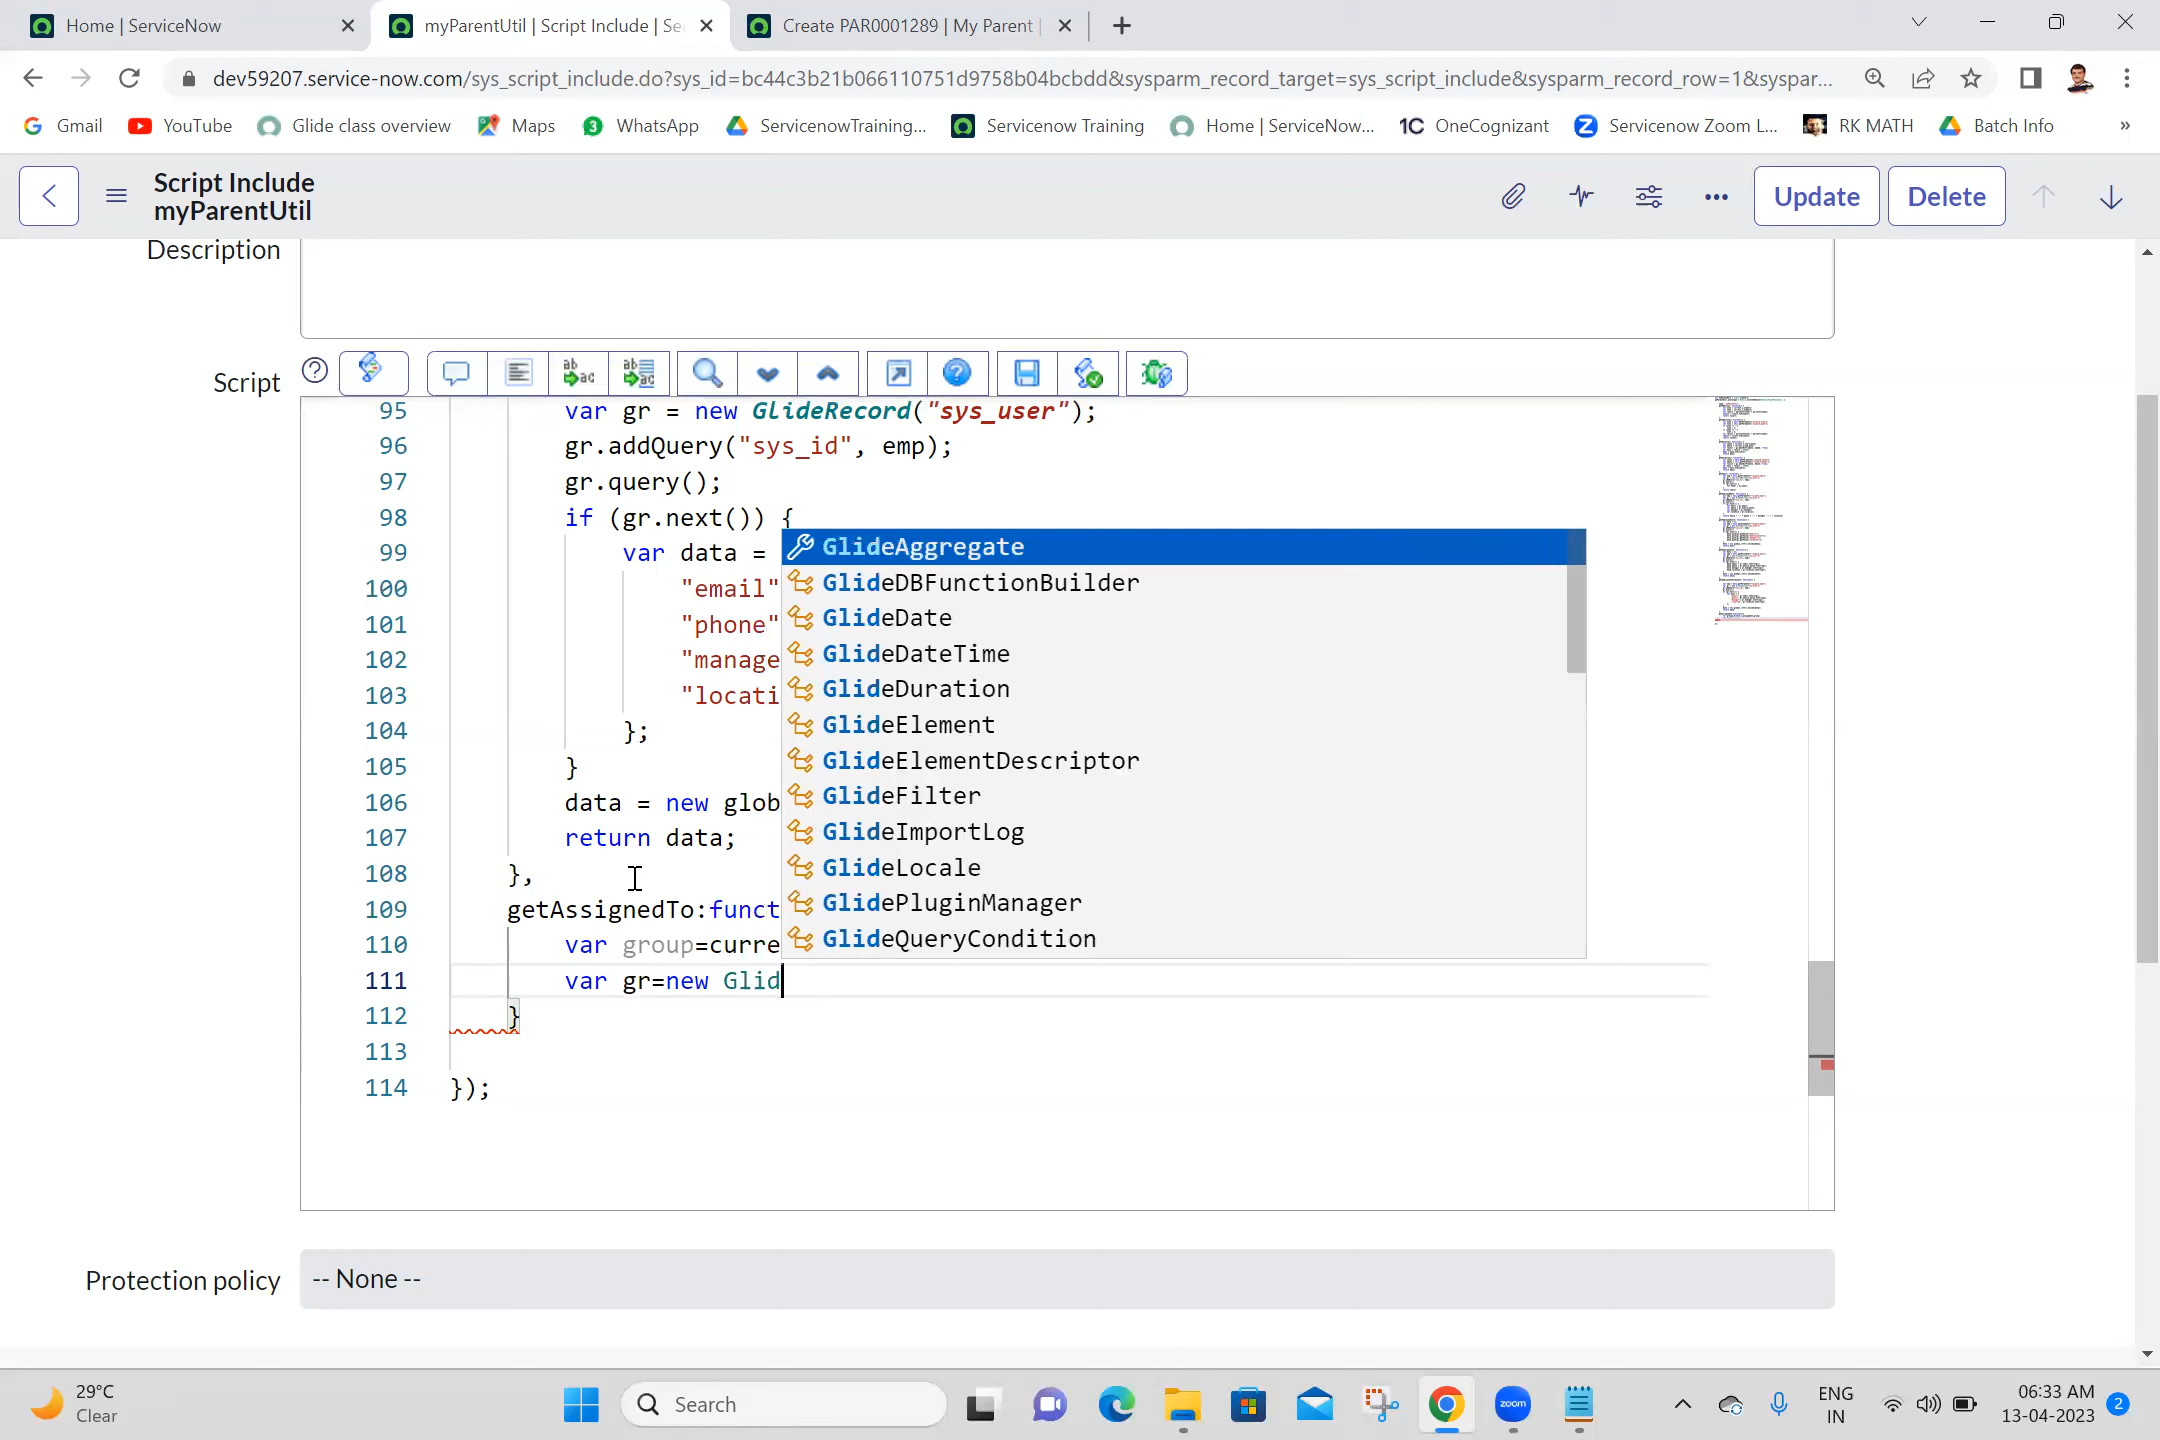 Home | ServiceNow
myParentUtil | Script Include | Se
Create PAR0001289 | My Parent |
dev59207.service-now.com/sys_script_include.do?sys_id=bc44c3b21b066110751d9758b04bcbdd&sysparm_record_target=sys_script_include&sysparm_record_row=1&syspar...
Gmail
YouTube
Glide class overview
Maps
3 WhatsApp
ServicenowTraining...
Servicenow Training
Home | ServiceNow...
1C OneCognizant
Z Servicenow Zoom L...
RK MATH
Batch Info
»
Script Include
myParentUtil
Update
Delete
Description
Script
95 var gr = new GlideRecord("sys_user");
96 gr.addQuery("sys_id", emp);
97 gr.query();
98 if (gr.next()) {
99 var data =
100 "email"
101 "phone"
102 "manage
103 "locati
104 };
105 }
106 data = new glob
107 return data;
108 },
109 getAssignedTo:funct
110 var group=curre
111 var gr=new Glid
112 }
113
114 });
GlideAggregate
GlideDBFunctionBuilder
GlideDate
GlideDateTime
GlideDuration
GlideElement
GlideElementDescriptor
GlideFilter
GlideImportLog
GlideLocale
GlidePluginManager
GlideQueryCondition
Protection policy
-- None --
29°C
Clear
Search
zoom
ENG
IN
06:33 AM
13-04-2023
2